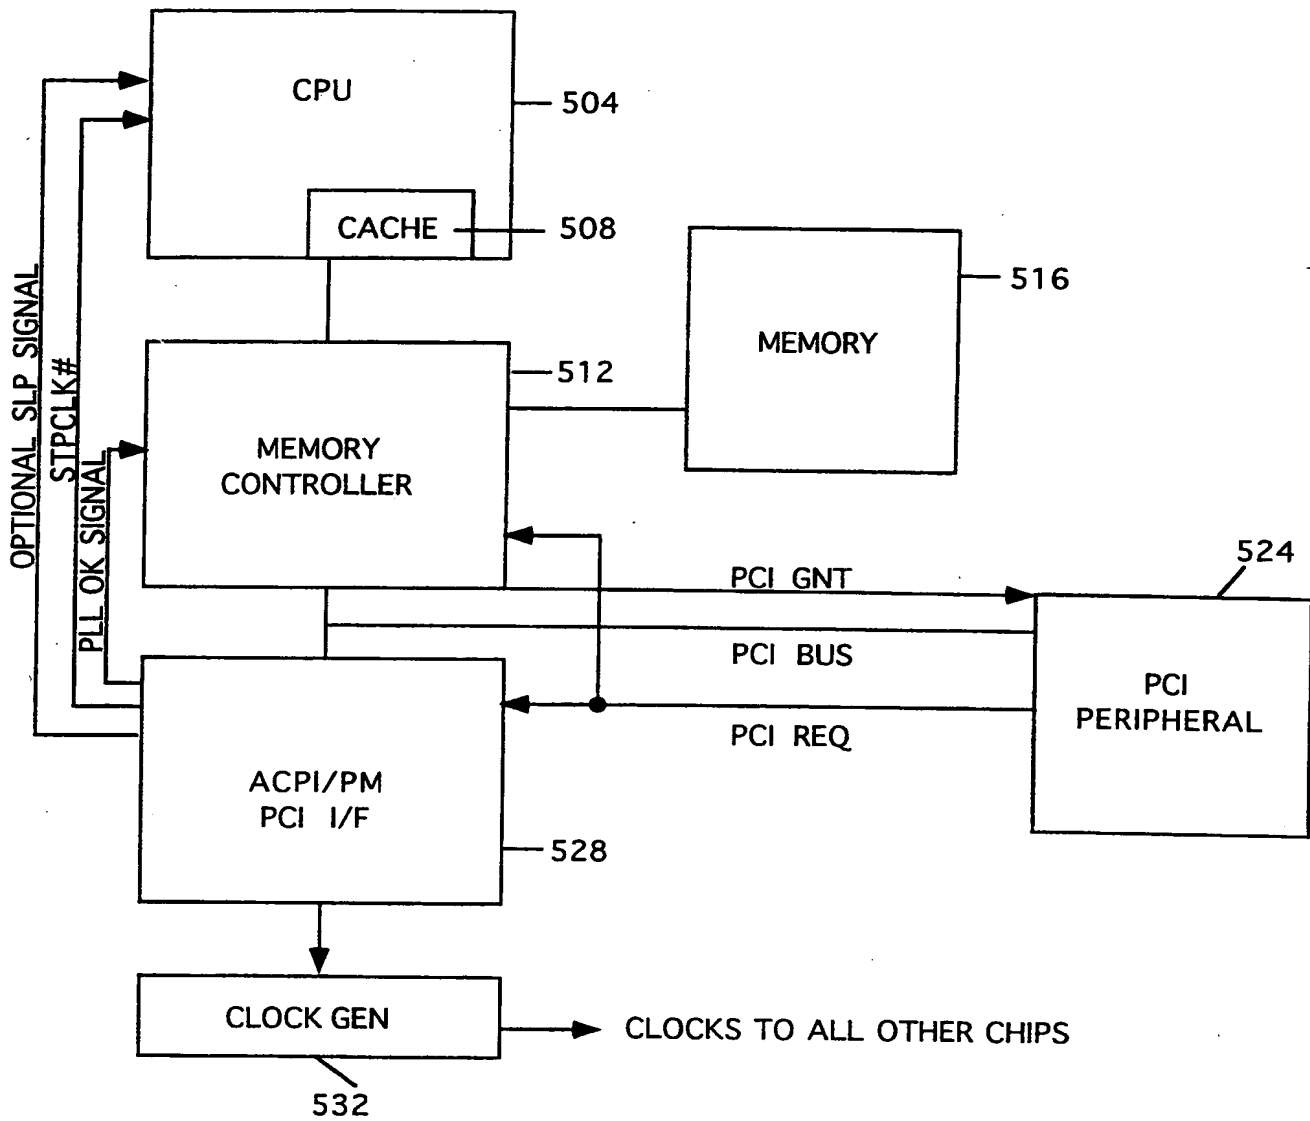 CPU
504
CACHE
508
516
MEMORY
512
MEMORY
CONTROLLER
OPTIONAL SLP SIGNAL
STPCLK#
PLL OK SIGNAL
524
PCI GNT
PCI BUS
PCI REQ
PCI
PERIPHERAL
ACPI/PM
PCI I/F
528
CLOCK GEN
CLOCKS TO ALL OTHER CHIPS
532